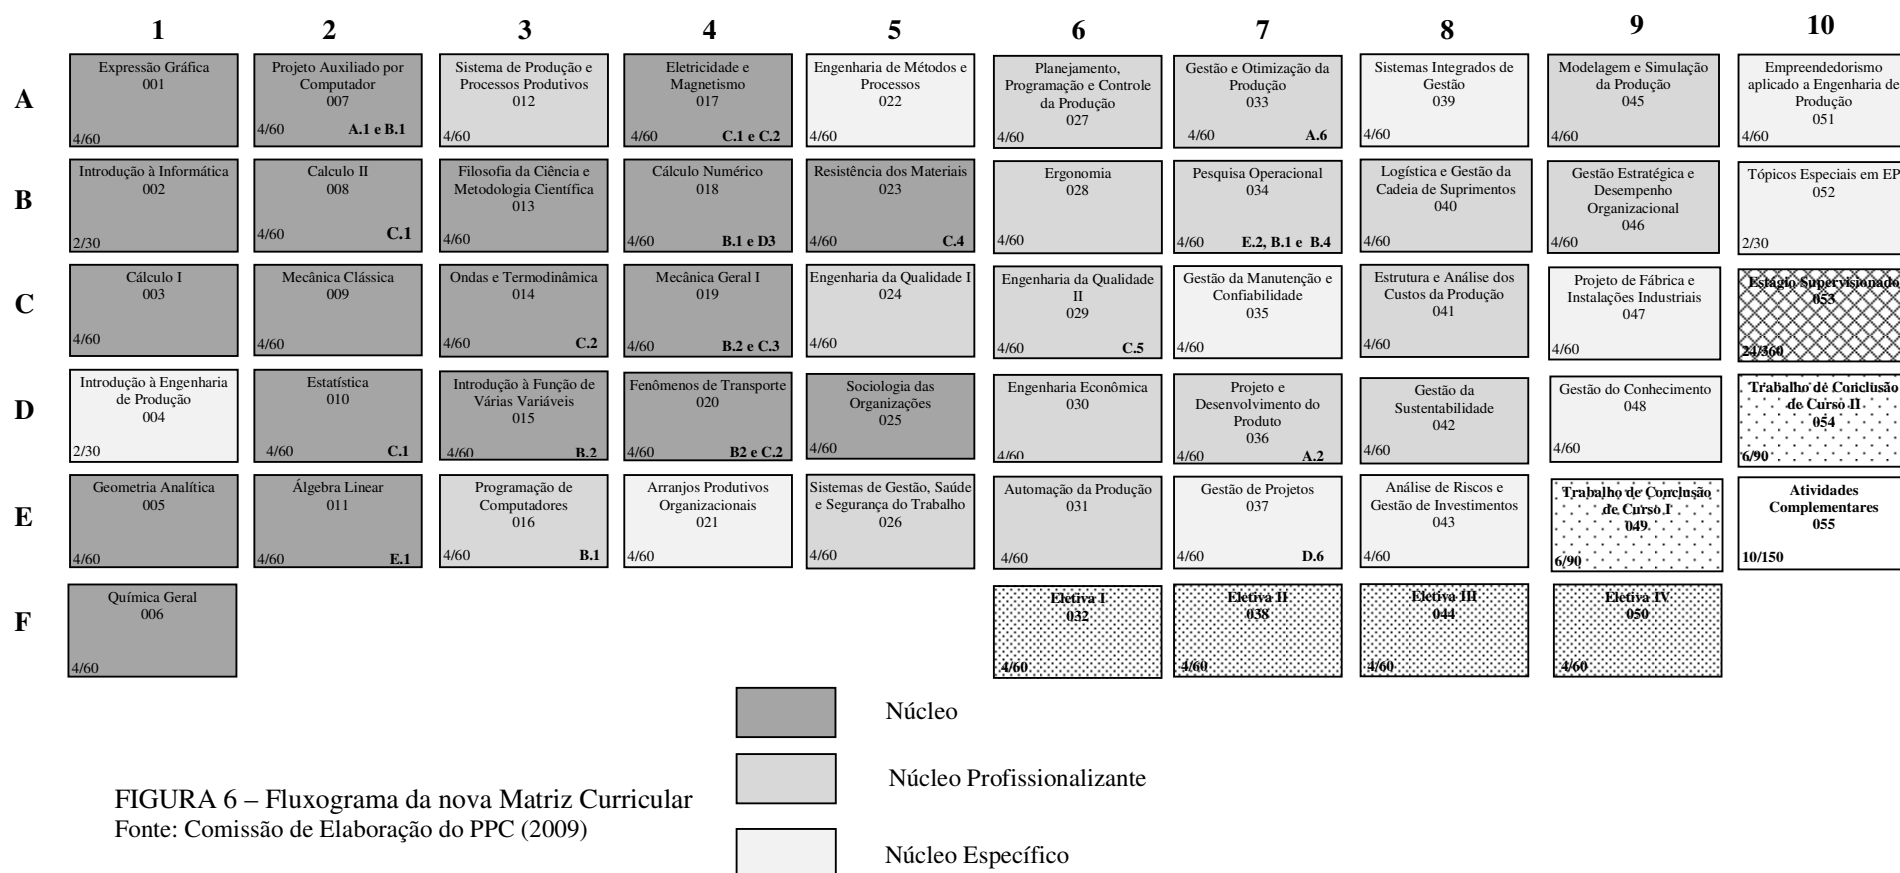 1 2 3 4 5 6 7 8 9 10
A
Expressão Gráfica
001
4/60
Projeto Auxiliado por
Computador
007
4/60 A.1 e B.1
Sistema de Produção e
Processos Produtivos
012
4/60
Eletricidade e
Magnetismo
017
4/60 C.1 e C.2
Engenharia de Métodos e
Processos
022
4/60
Planejamento,
Programação e Controle
da Produção
027
4/60
Gestão e Otimização da
Produção
033
4/60 A.6
Sistemas Integrados de
Gestão
039
4/60
Modelagem e Simulação
da Produção
045
4/60
Empreendedorismo
aplicado a Engenharia de
Produção
051
4/60
B
Introdução à Informática
002
2/30
Calculo II
008
4/60 C.1
Filosofia da Ciência e
Metodologia Científica
013
4/60
Cálculo Numérico
018
4/60 B.1 e D3
Resistência dos Materiais
023
4/60 C.4
Ergonomia
028
4/60
Pesquisa Operacional
034
4/60 E.2, B.1 e B.4
Logística e Gestão da
Cadeia de Suprimentos
040
4/60
Gestão Estratégica e
Desempenho
Organizacional
046
4/60
Tópicos Especiais em EP
052
2/30
C
Cálculo I
003
4/60
Mecânica Clássica
009
4/60
Ondas e Termodinâmica
014
4/60 C.2
Mecânica Geral I
019
4/60 B.2 e C.3
Engenharia da Qualidade I
024
4/60
Engenharia da Qualidade
II
029
4/60 C.5
Gestão da Manutenção e
Confiabilidade
035
4/60
Estrutura e Análise dos
Custos da Produção
041
4/60
Projeto de Fábrica e
Instalações Industriais
047
4/60
Estágio Supervisionado
053
24/360
D
Introdução à Engenharia
de Produção
004
2/30
Estatística
010
4/60 C.1
Introdução à Função de
Várias Variáveis
015
4/60 B.2
Fenômenos de Transporte
020
4/60 B2 e C.2
Sociologia das
Organizações
025
4/60
Engenharia Econômica
030
4/60
Projeto e
Desenvolvimento do
Produto
036
4/60 A.2
Gestão da
Sustentabilidade
042
4/60
Gestão do Conhecimento
048
4/60
Trabalho de Conclusão
de Curso II
054
6/90
E
Geometria Analítica
005
4/60
Álgebra Linear
011
4/60 E.1
Programação de
Computadores
016
4/60 B.1
Arranjos Produtivos
Organizacionais
021
4/60
Sistemas de Gestão, Saúde
e Segurança do Trabalho
026
4/60
Automação da Produção
031
4/60
Gestão de Projetos
037
4/60 D.6
Análise de Riscos e
Gestão de Investimentos
043
4/60
Trabalho de Conclusão
de Curso I
049
6/90
Atividades
Complementares
055
10/150
F
Química Geral
006
4/60
Eletiva I
032
4/60
Eletiva II
038
4/60
Eletiva III
044
4/60
Eletiva IV
050
4/60
Núcleo
Núcleo Profissionalizante
Núcleo Específico
FIGURA 6 – Fluxograma da nova Matriz Curricular
Fonte: Comissão de Elaboração do PPC (2009)